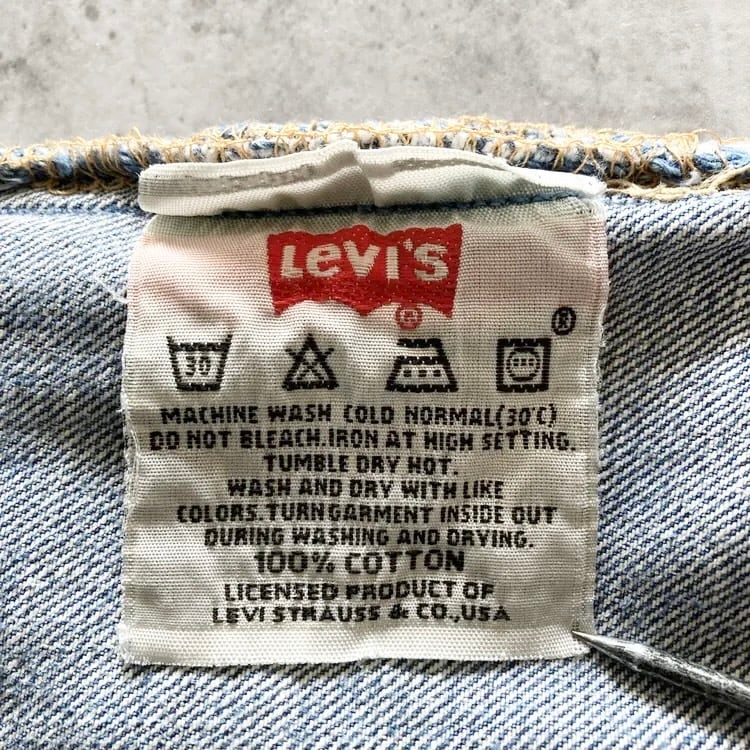 LEVI'S
®
®
30
MACHINE WASH COLD NORMAL(30°C)
DO NOT BLEACH.IRON AT HIGH SETTING.
TUMBLE DRY HOT.
WASH AND DRY WITH LIKE
COLORS.TURN GARMENT INSIDE OUT
DURING WASHING AND DRYING.
100% COTTON
LICENSED PRODUCT OF
LEVI STRAUSS & CO.,USA